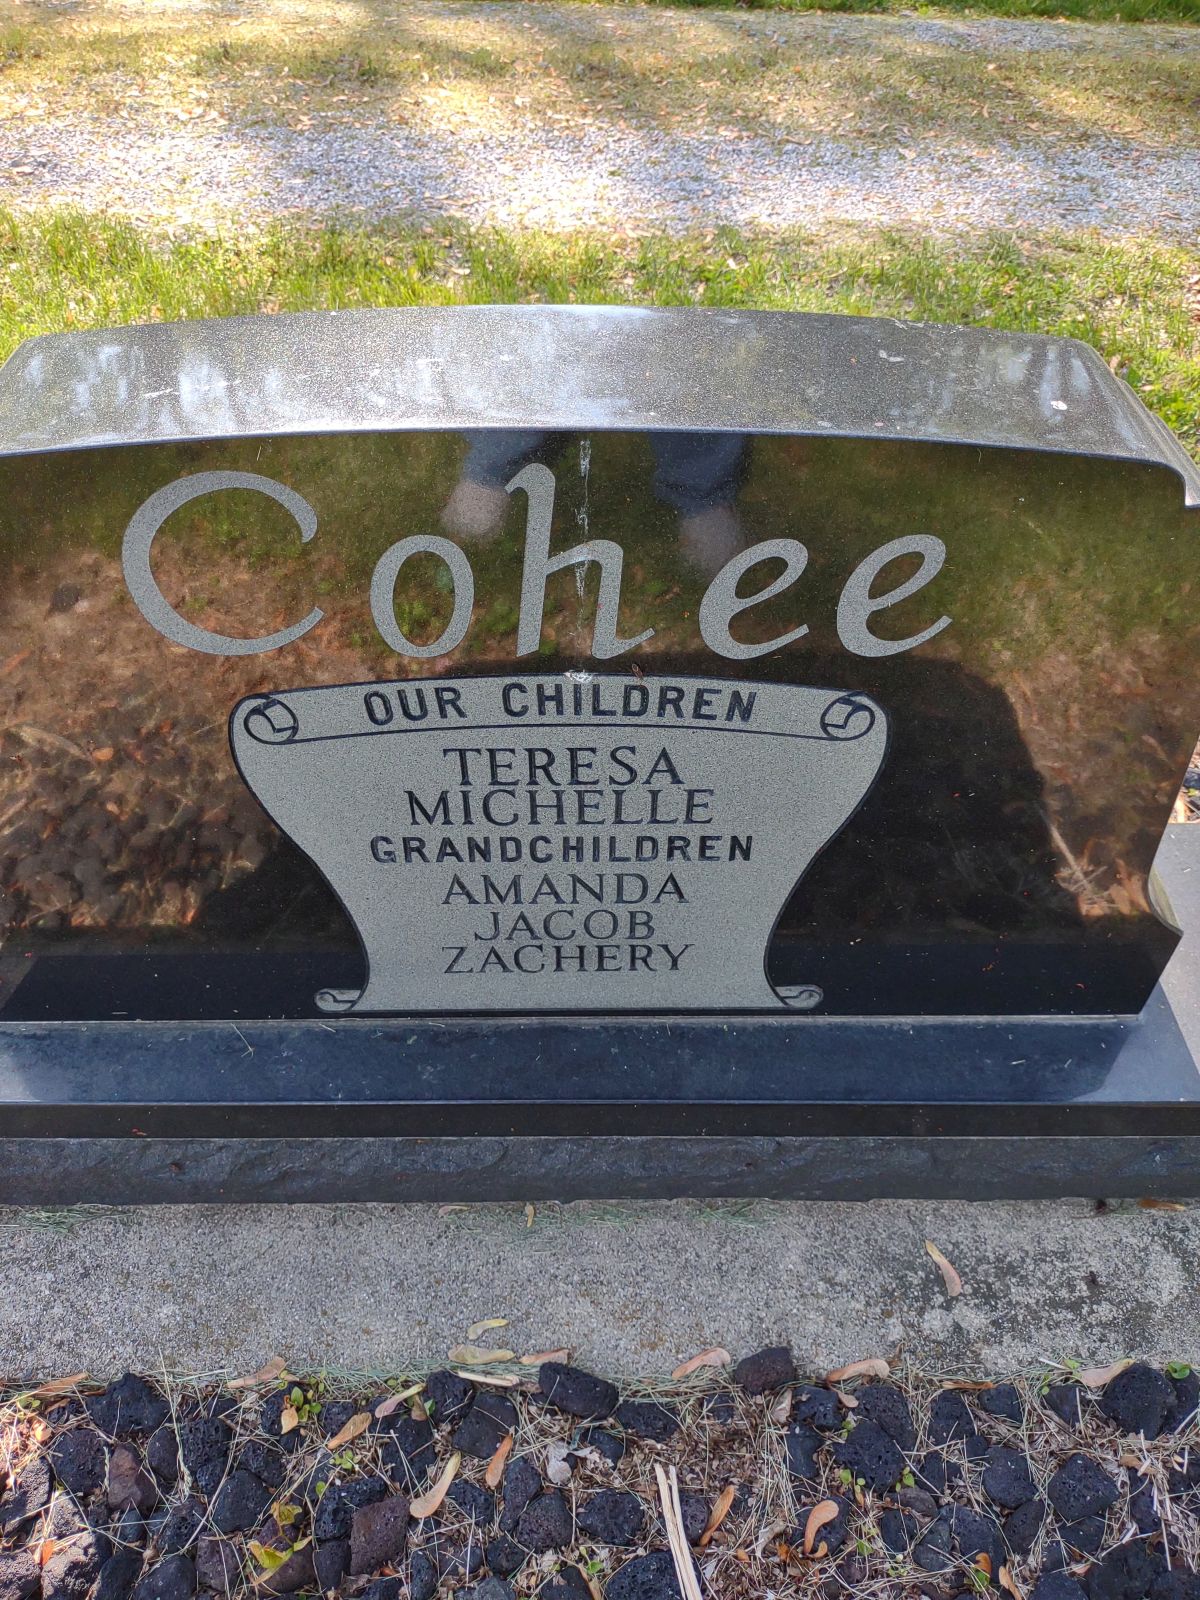 Cohee
OUR CHILDREN
TERESA
MICHELLE
GRANDCHILDREN
AMANDA
JACOB
ZACHERY